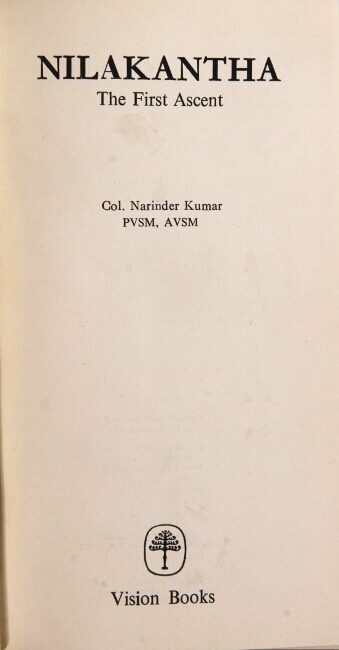 NILAKANTHA
The First Ascent
Col. Narinder Kumar
PVSM, AVSM
Vision Books